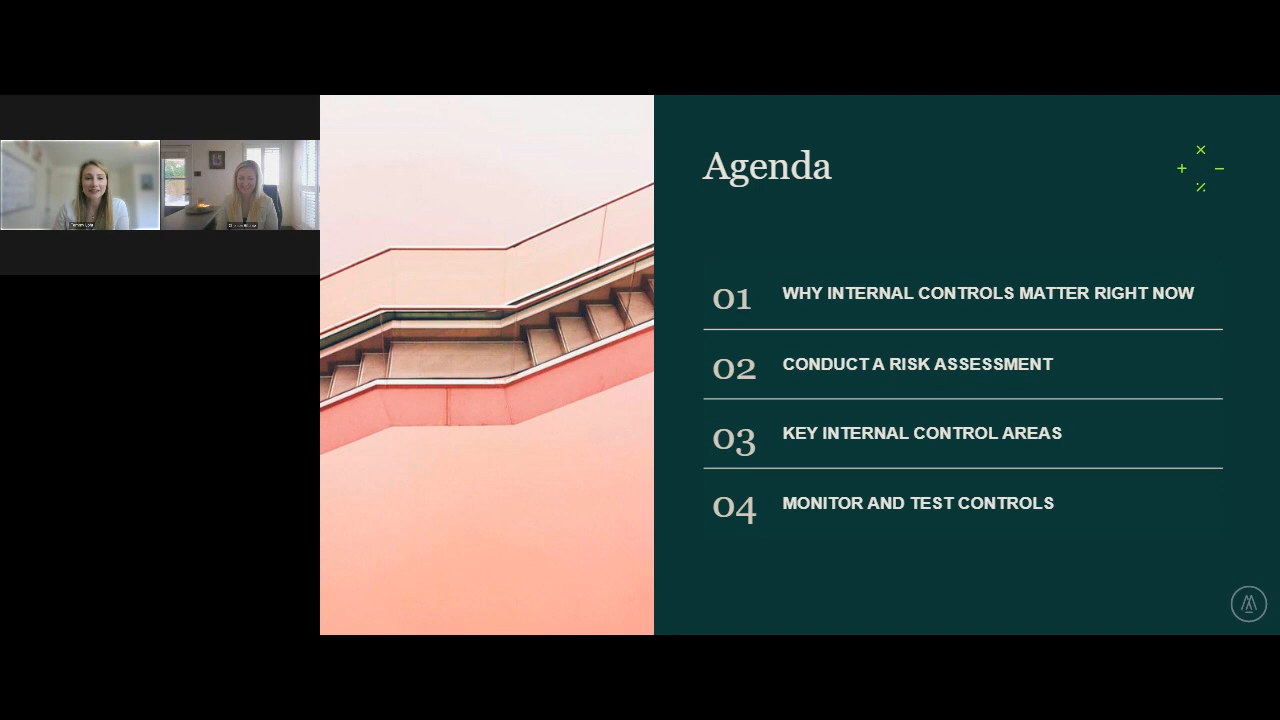 Agenda
01 WHY INTERNAL CONTROLS MATTER RIGHT NOW
02 CONDUCT A RISK ASSESSMENT
03 KEY INTERNAL CONTROL AREAS
04 MONITOR AND TEST CONTROLS